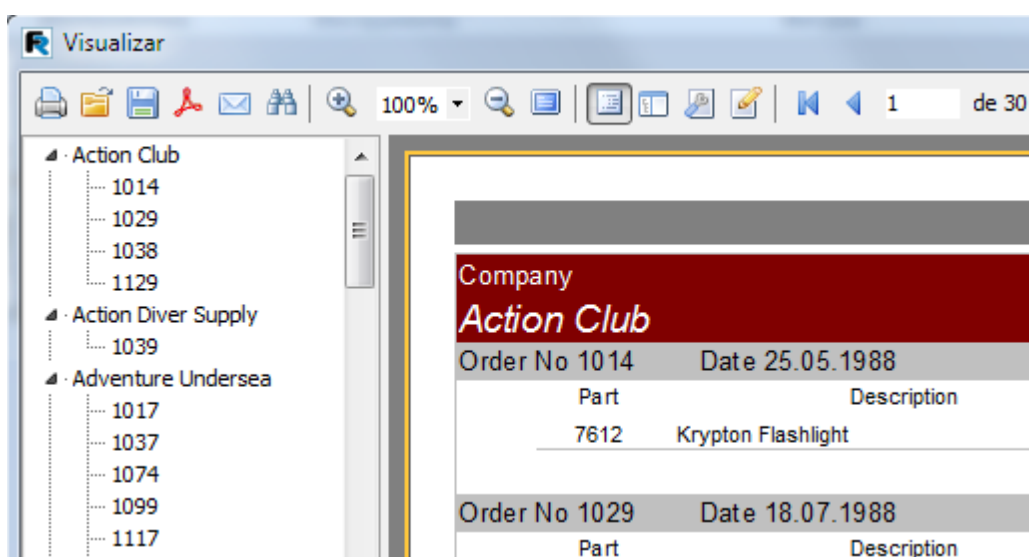 Visualizar
100%
1 de 30
Action Club
1014
1029
1038
1129
Action Diver Supply
1039
Adventure Undersea
1017
1037
1074
1099
1117
Company
Action Club
Order No 1014 Date 25.05.1988
Part Description
7612 Krypton Flashlight
Order No 1029 Date 18.07.1988
Part Description